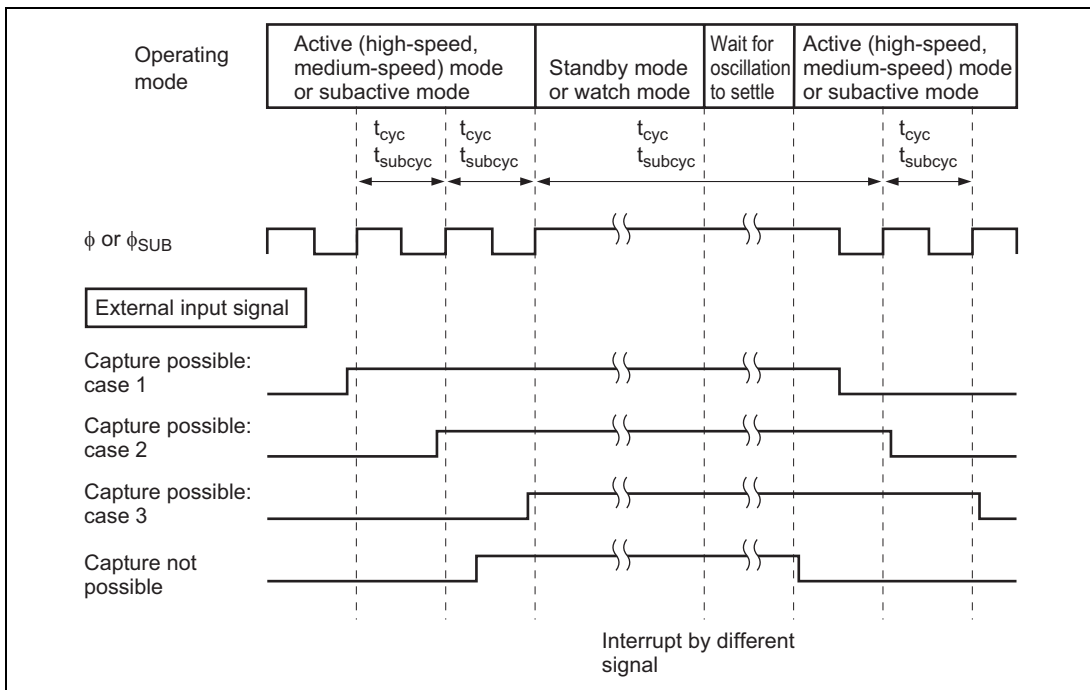 Operating
mode
Active (high-speed,
medium-speed) mode
or subactive mode
Standby mode
or watch mode
Wait for
oscillation
to settle
Active (high-speed,
medium-speed) mode
or subactive mode
tcyc
tsubcyc
tcyc
tsubcyc
tcyc
tsubcyc
tcyc
tsubcyc
ϕ or ϕSUB
External input signal
Capture possible:
case 1
Capture possible:
case 2
Capture possible:
case 3
Capture not
possible
Interrupt by different
signal